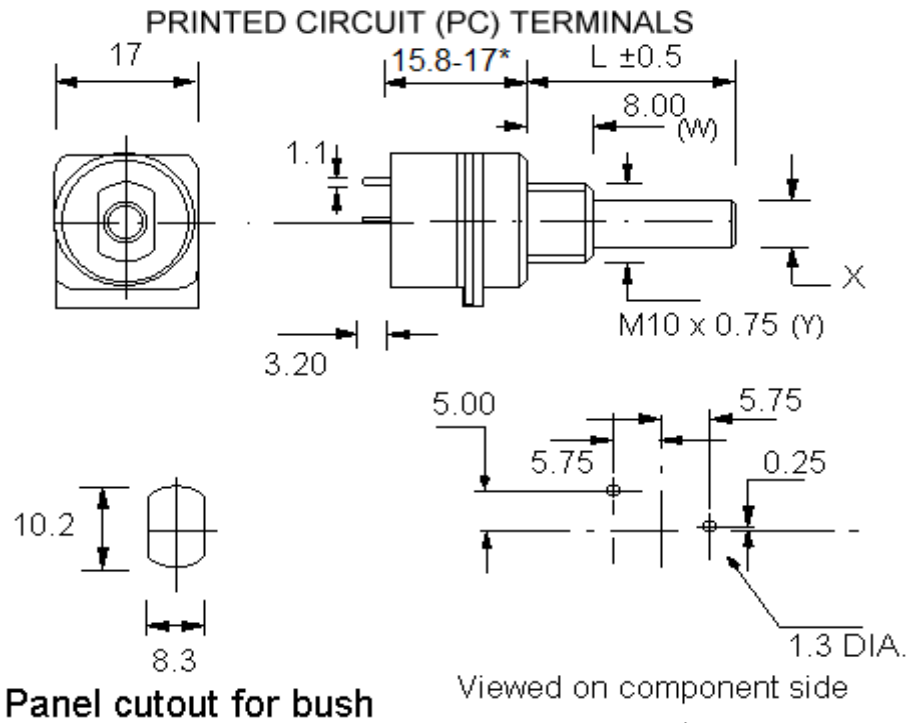 PRINTED CIRCUIT (PC) TERMINALS
17
15.8-17*
L ±0.5
8.00
(W)
1.1
X
M10 x 0.75 (Y)
3.20
5.00
5.75
5.75
0.25
10.2
8.3
1.3 DIA.
Panel cutout for bush
Viewed on component side